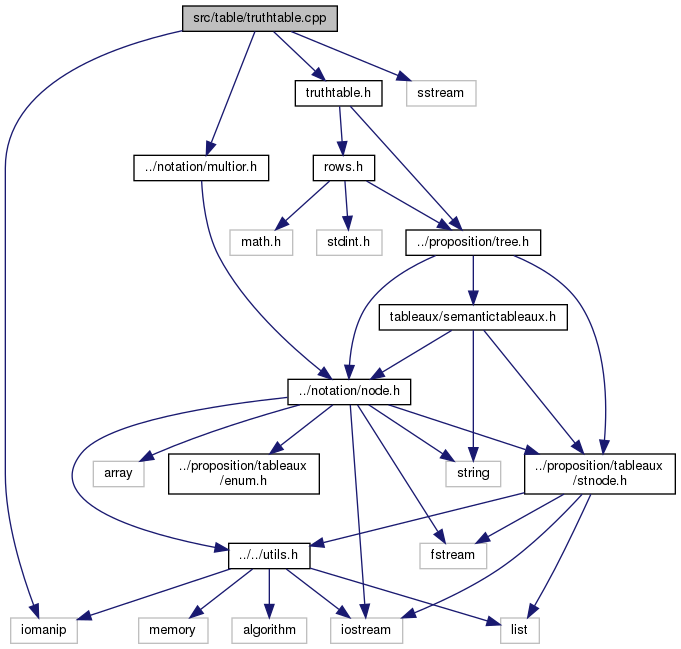 src/table/truthtable.cpp
truthtable.h
sstream
../notation/multior.h
rows.h
math.h
stdint.h
../proposition/tree.h
tableaux/semantictableaux.h
../notation/node.h
array
../proposition/tableaux
/enum.h
string
../proposition/tableaux
/stnode.h
../../utils.h
fstream
iomanip
memory
algorithm
iostream
list